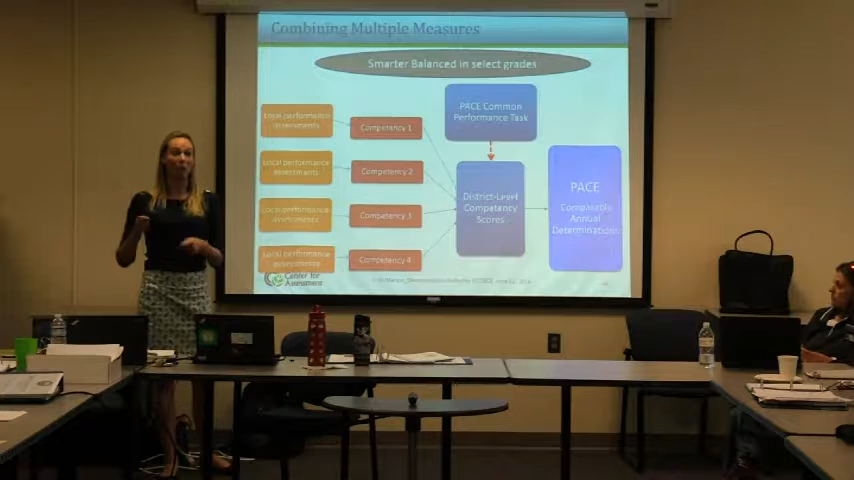 Combining Multiple Measures
Smarter Balanced in select grades
Local performance
assessments
Competency 1
Local performance
assessments
Competency 2
Local performance
assessments
Competency 3
Local performance
assessments
Competency 4
PACE Common
Performance Task
District-Level
Competency
Scores
PACE
Comparable
Annual
Determinations
Center for
Assessment